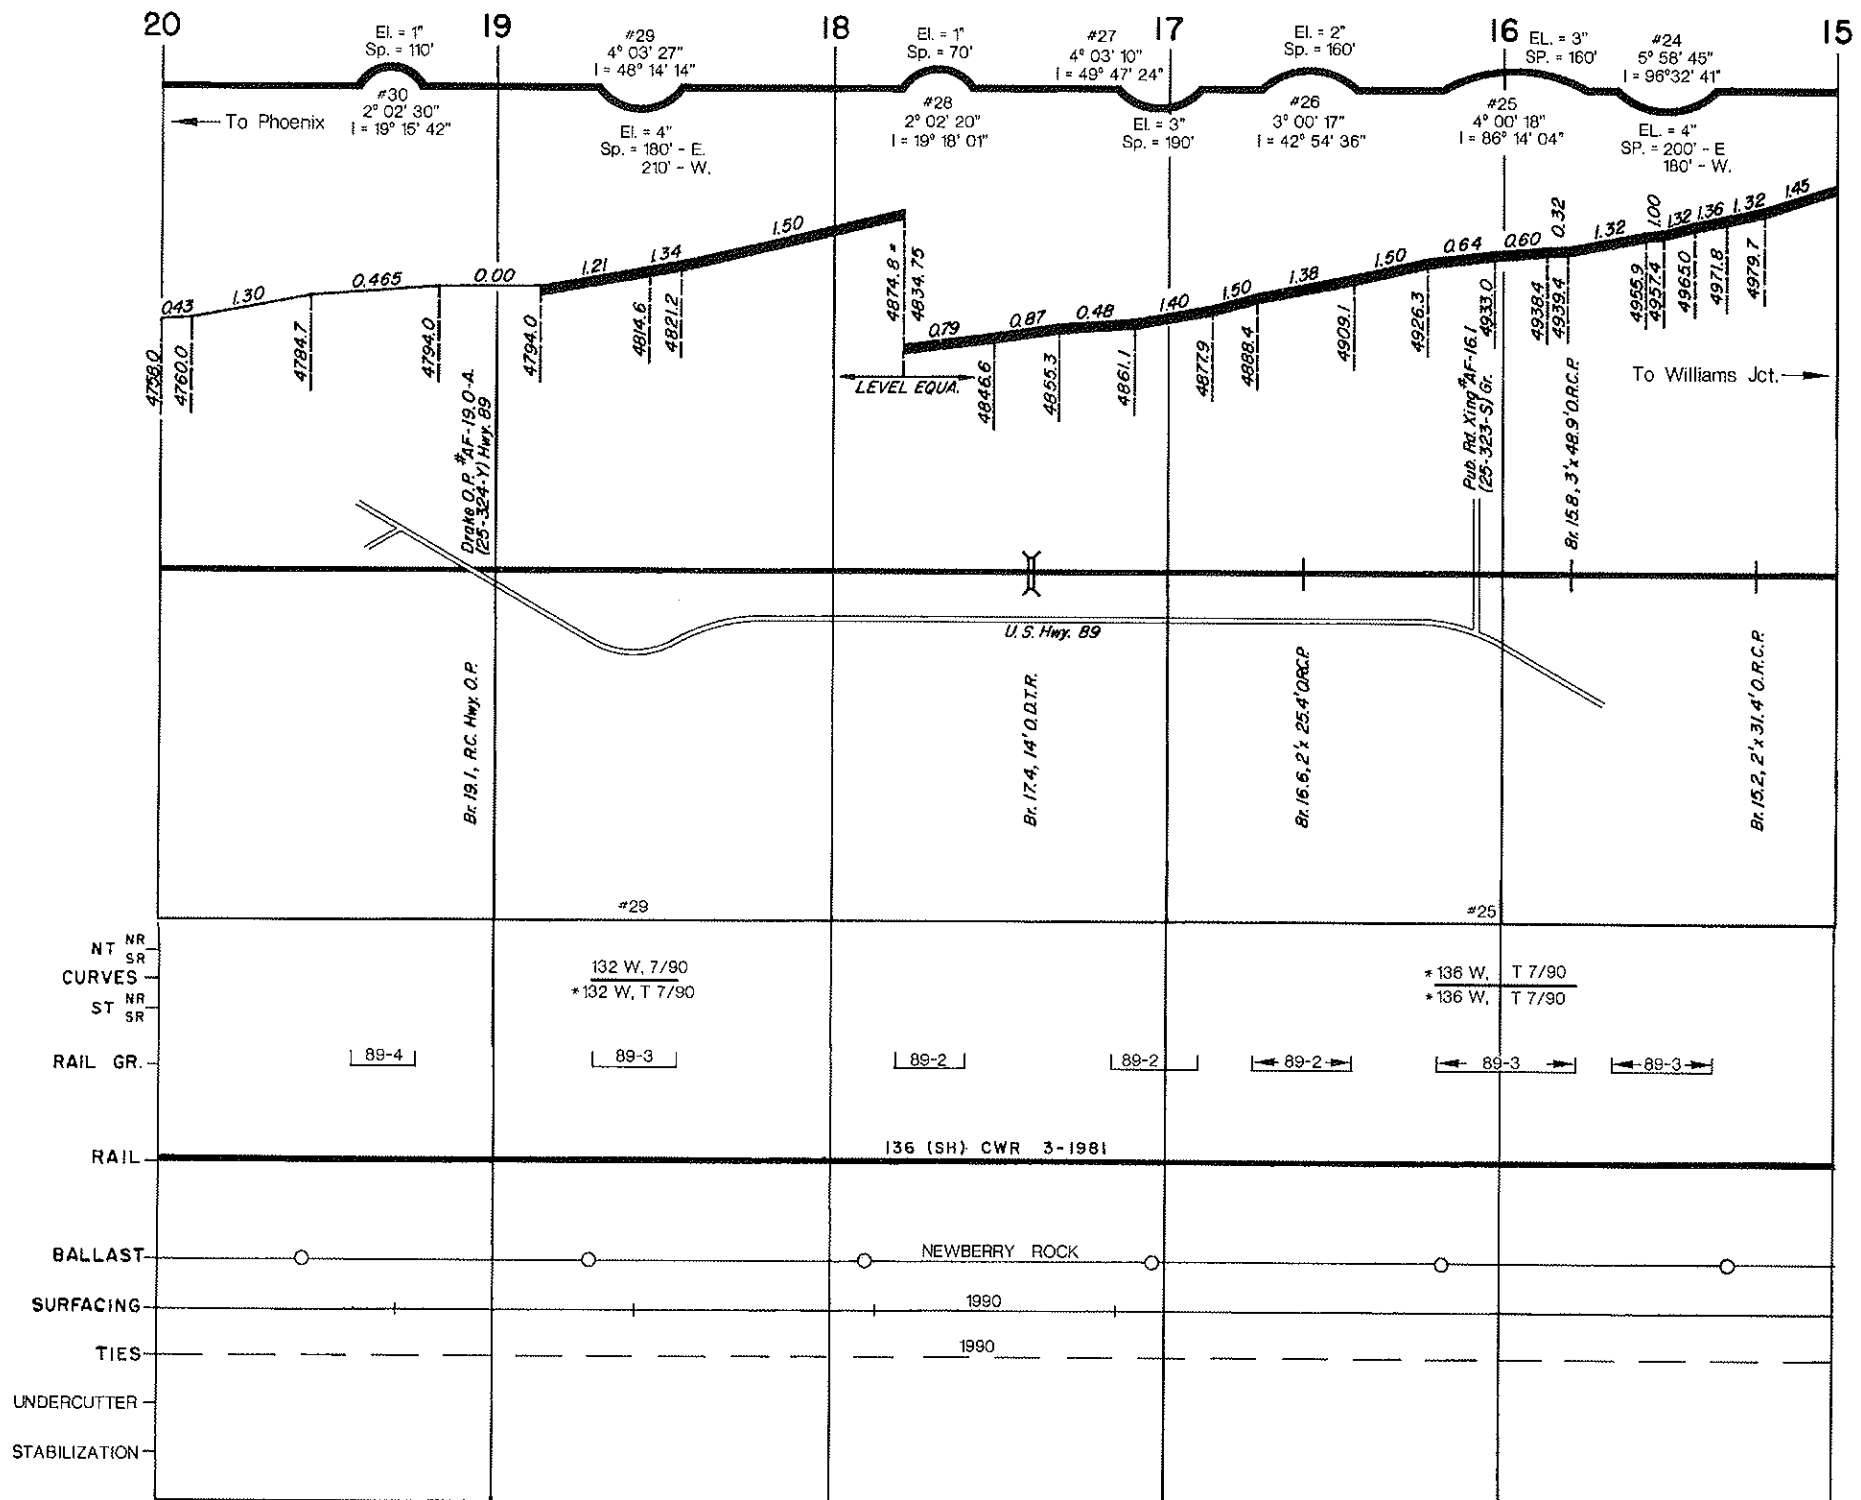 20
19
18
17
16
15
El. = 1"
Sp. = 110'
#30
2° 02' 30"
I = 19° 15' 42"
#29
4° 03' 27"
I = 48° 14' 14"
El. = 4"
Sp. = 180' - E.
210' - W.
El. = 1"
Sp. = 70'
#28
2° 02' 20"
I = 19° 18' 01"
#27
4° 03' 10"
I = 49° 47' 24"
El. = 3"
Sp. = 190'
El. = 2"
Sp. = 160'
#26
3° 00' 17"
I = 42° 54' 36"
EL. = 3"
SP. = 160'
#25
4° 00' 18"
I = 86° 14' 04"
#24
5° 58' 45"
I = 96°32' 41"
EL. = 4"
SP. = 200' - E
180' - W.
To Phoenix
0.43
1.30
0.465
0.00
1.21
1.34
1.50
0.79
0.87
0.48
1.40
1.50
1.38
1.50
0.64
0.60
0.32
1.32
1.00
1.32
1.36
1.32
1.45
4758.0
4760.0
4784.7
4794.0
4794.0
4814.6
4821.2
4874.8 =
4834.75
LEVEL EQUA.
4846.6
4855.3
4861.1
4877.9
4888.4
4909.1
4926.3
4933.0
4938.4
4939.4
4955.9
4957.4
4965.0
4971.8
4979.7
To Williams Jct.
Drake O.P. #AF-19.0-A.
(25-324-Y) Hwy. 89
Pub. Rd. Xing #AF-16.1
(25-323-S) Gr.
Br. 15.8, 3'x 48.9' O.R.C.P.
U.S. Hwy. 89
Br. 19.1, R.C. Hwy. O.P.
Br. 17.4, 14' O.D.T.R.
Br. 16.6, 2'x 25.4' O.R.C.P.
Br. 15.2, 2'x 31.4' O.R.C.P.
#29
#25
NT NR
SR
CURVES
ST NR
SR
132 W, 7/90
*132 W, T 7/90
*136 W, T 7/90
*136 W, T 7/90
RAIL GR.
89-4
89-3
89-2
89-2
89-2
89-3
89-3
RAIL
136 (SH) CWR 3-1981
BALLAST
NEWBERRY ROCK
SURFACING
1990
TIES
1990
UNDERCUTTER
STABILIZATION